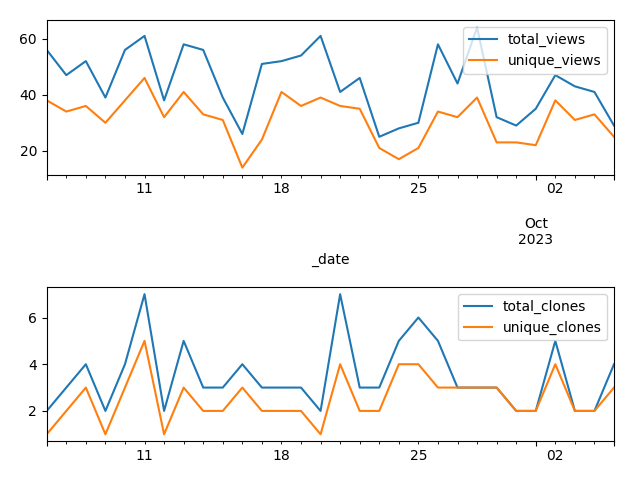 60
40
20
total_views
unique_views
11 18 25 02
Oct
2023
_date
6
4
2
total_clones
unique_clones
11 18 25 02